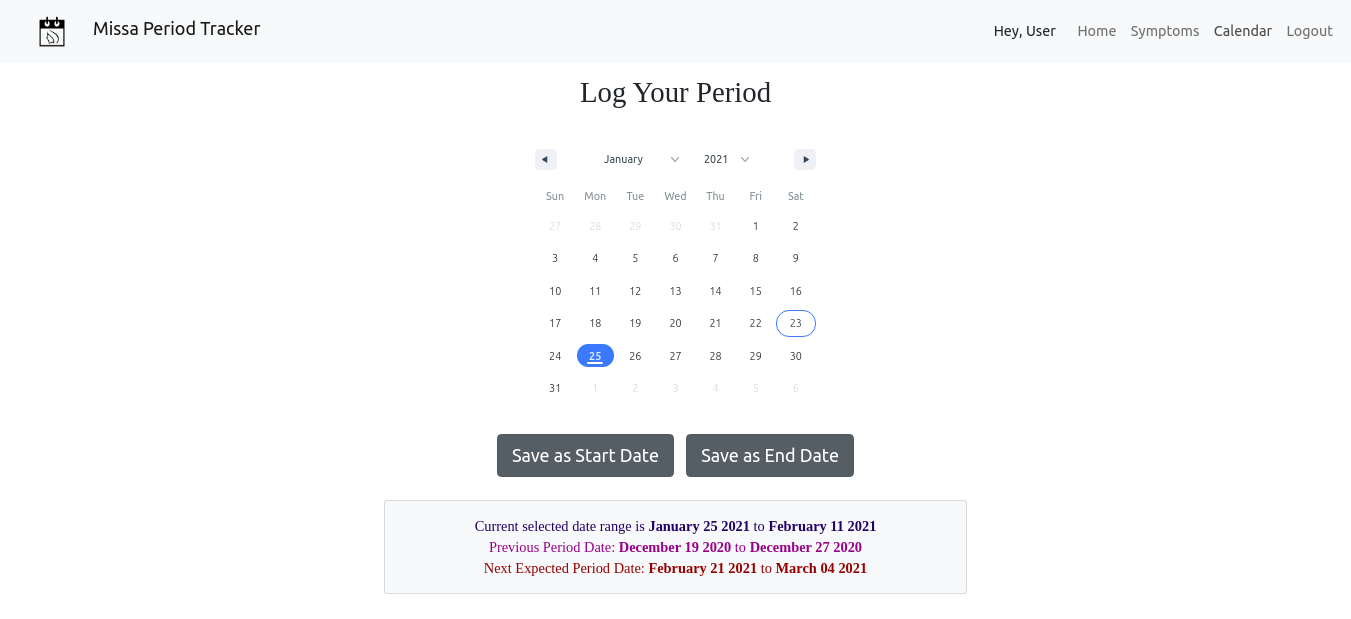 Missa Period Tracker
Hey, User Home Symptoms Calendar Logout
Log Your Period
January 2021
Sun Mon Tue Wed Thu Fri Sat
27 28 29 30 31 1 2
3 4 5 6 7 8 9
10 11 12 13 14 15 16
17 18 19 20 21 22 23
24 25 26 27 28 29 30
31 1 2 3 4 5 6
Save as Start Date Save as End Date
Current selected date range is January 25 2021 to February 11 2021
Previous Period Date: December 19 2020 to December 27 2020
Next Expected Period Date: February 21 2021 to March 04 2021